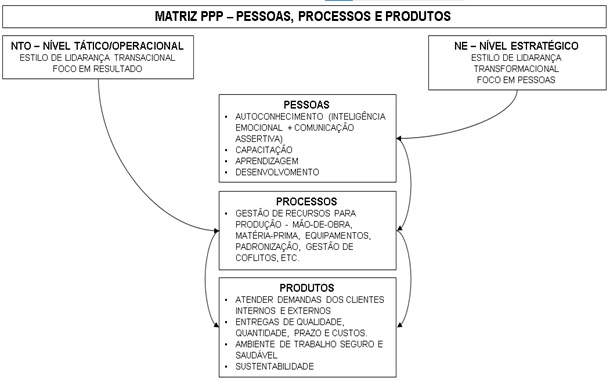 MATRIZ PPP – PESSOAS, PROCESSOS E PRODUTOS
NTO – NÍVEL TÁTICO/OPERACIONAL
ESTILO DE LIDARANÇA TRANSACIONAL
FOCO EM RESULTADO
NE – NÍVEL ESTRATÉGICO
ESTILO DE LIDARANÇA
TRANSFORMACIONAL
FOCO EM PESSOAS
PESSOAS
• AUTOCONHECIMENTO (INTELIGÊNCIA
EMOCIONAL + COMUNICAÇÃO
ASSERTIVA)
• CAPACITAÇÃO
• APRENDIZAGEM
• DESENVOLVIMENTO
PROCESSOS
• GESTÃO DE RECURSOS PARA
PRODUÇÃO - MÃO-DE-OBRA,
MATÉRIA-PRIMA, EQUIPAMENTOS,
PADRONIZAÇÃO, GESTÃO DE
COFLITOS, ETC.
PRODUTOS
• ATENDER DEMANDAS DOS CLIENTES
INTERNOS E EXTERNOS
• ENTREGAS DE QUALIDADE,
QUANTIDADE, PRAZO E CUSTOS.
• AMBIENTE DE TRABALHO SEGURO E
SAUDÁVEL
• SUSTENTABILIDADE